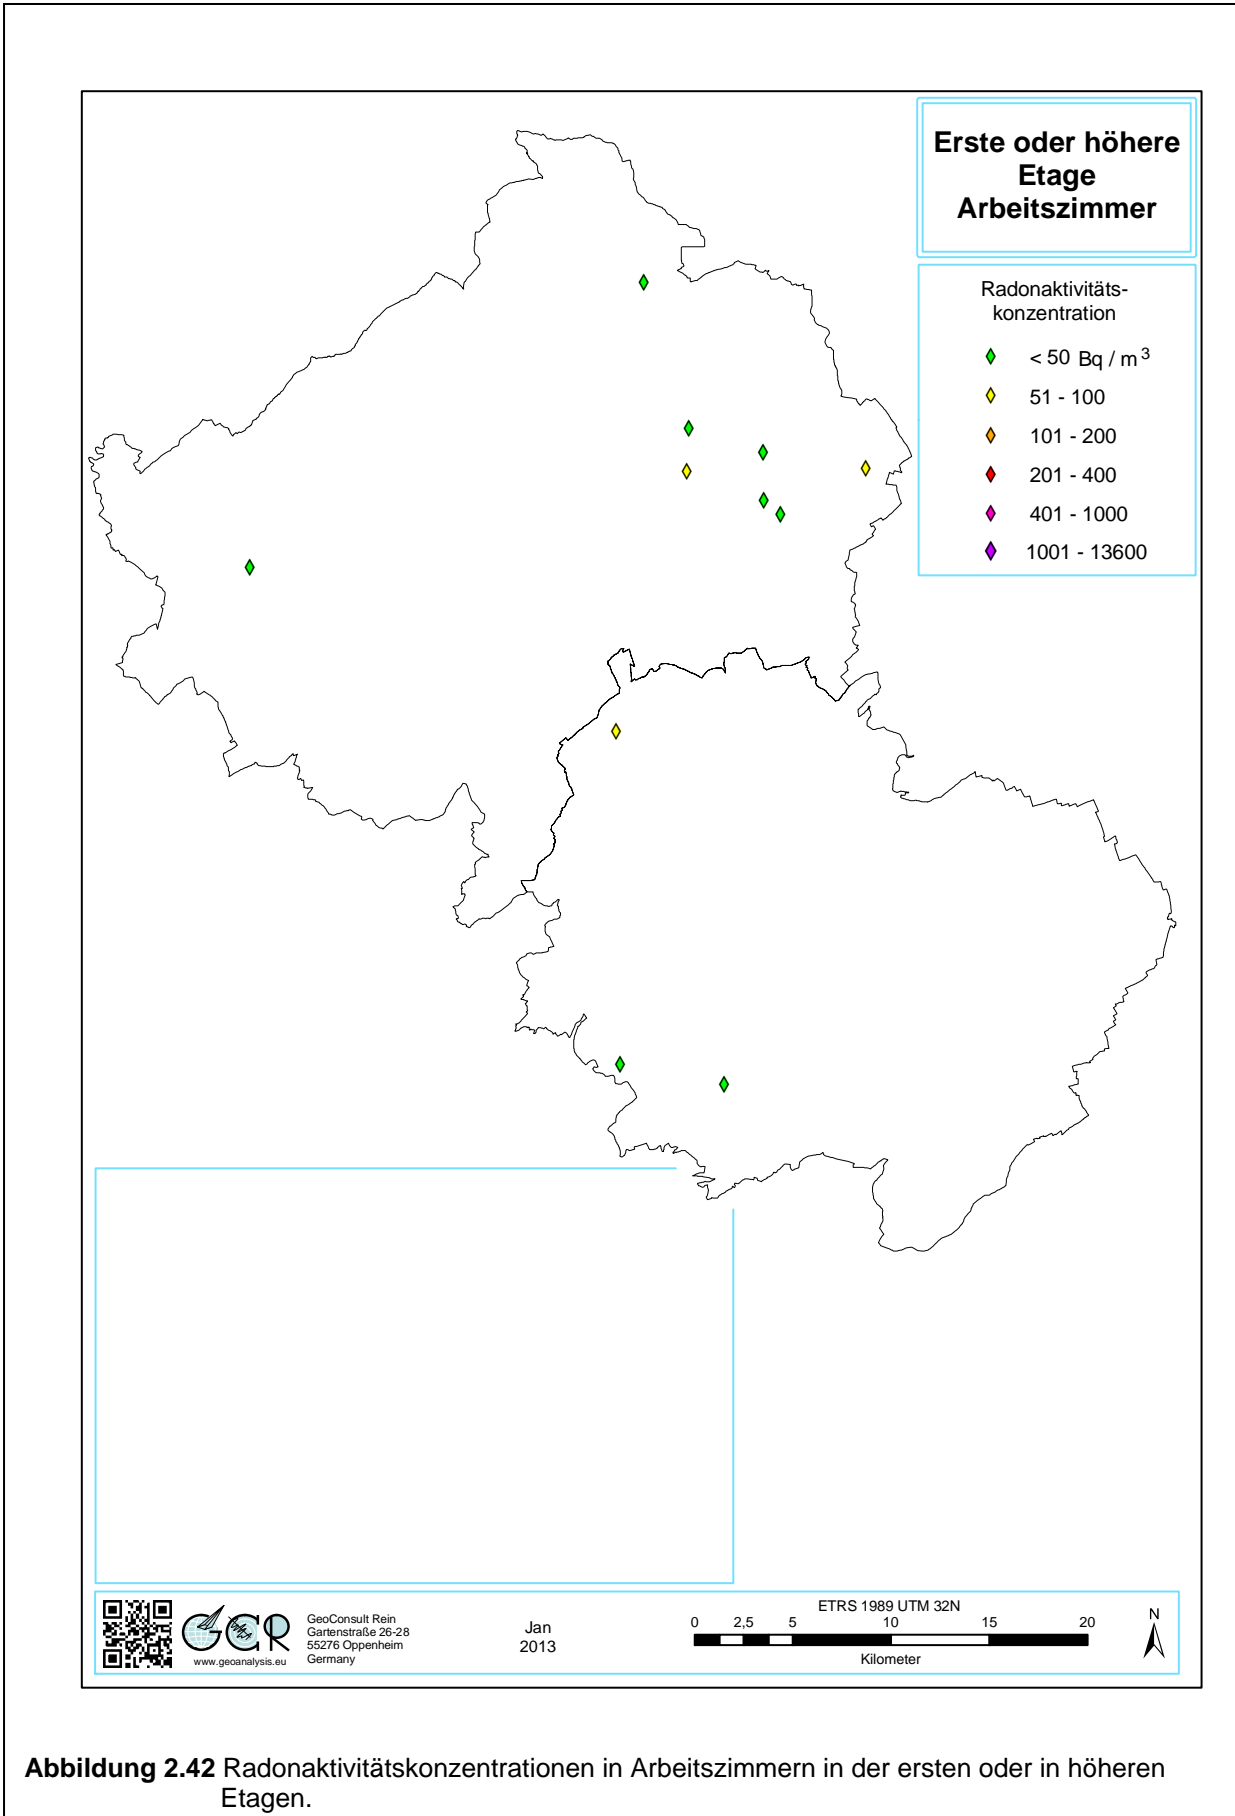 Erste oder höhere
Etage
Arbeitszimmer
Radonaktivitäts-
konzentration
< 50 Bq / m³
51 - 100
101 - 200
201 - 400
401 - 1000
1001 - 13600
GeoConsult Rein
Gartenstraße 26-28
55276 Oppenheim
Germany
GCR
www.geoanalysis.eu
Jan
2013
ETRS 1989 UTM 32N
0 2,5 5 10 15 20
Kilometer
N
Abbildung 2.42 Radonaktivitätskonzentrationen in Arbeitszimmern in der ersten oder in höheren
Etagen.